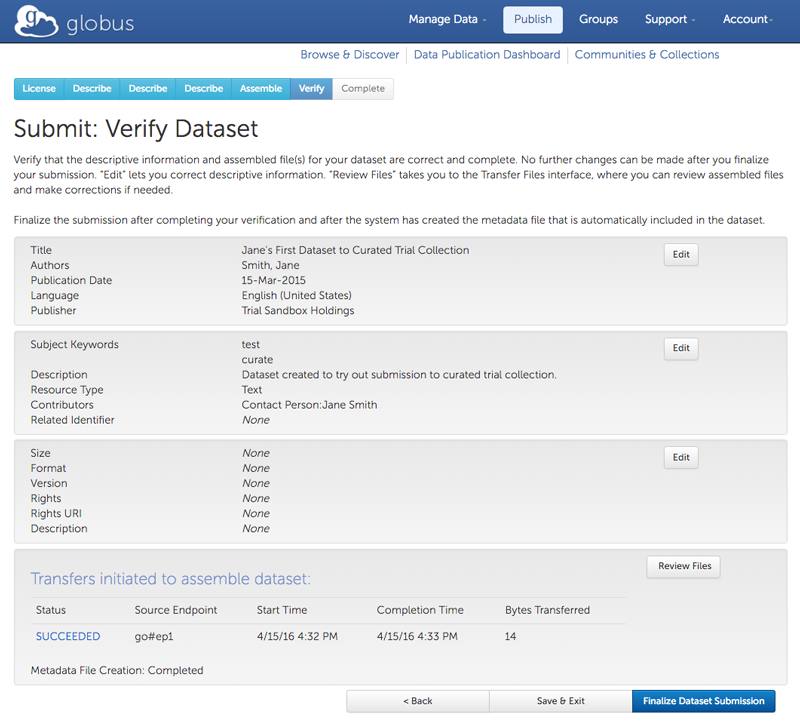 globus
Manage Data Publish Groups Support Account
Browse & Discover Data Publication Dashboard Communities & Collections
License Describe Describe Describe Assemble Verify Complete
Submit: Verify Dataset
Verify that the descriptive information and assembled file(s) for your dataset are correct and complete. No further changes can be made after you finalize
your submission. "Edit" lets you correct descriptive information. "Review Files" takes you to the Transfer Files interface, where you can review assembled files
and make corrections if needed.
Finalize the submission after completing your verification and after the system has created the metadata file that is automatically included in the dataset.
Title Jane's First Dataset to Curated Trial Collection Edit
Authors Smith, Jane
Publication Date 15-Mar-2015
Language English (United States)
Publisher Trial Sandbox Holdings
Subject Keywords test Edit
curate
Description Dataset created to try out submission to curated trial collection.
Resource Type Text
Contributors Contact Person:Jane Smith
Related Identifier None
Size None Edit
Format None
Version None
Rights None
Rights URI None
Description None
Review Files
Transfers initiated to assemble dataset:
Status Source Endpoint Start Time Completion Time Bytes Transferred
SUCCEEDED go#ep1 4/15/16 4:32 PM 4/15/16 4:33 PM 14
Metadata File Creation: Completed
< Back Save & Exit Finalize Dataset Submission